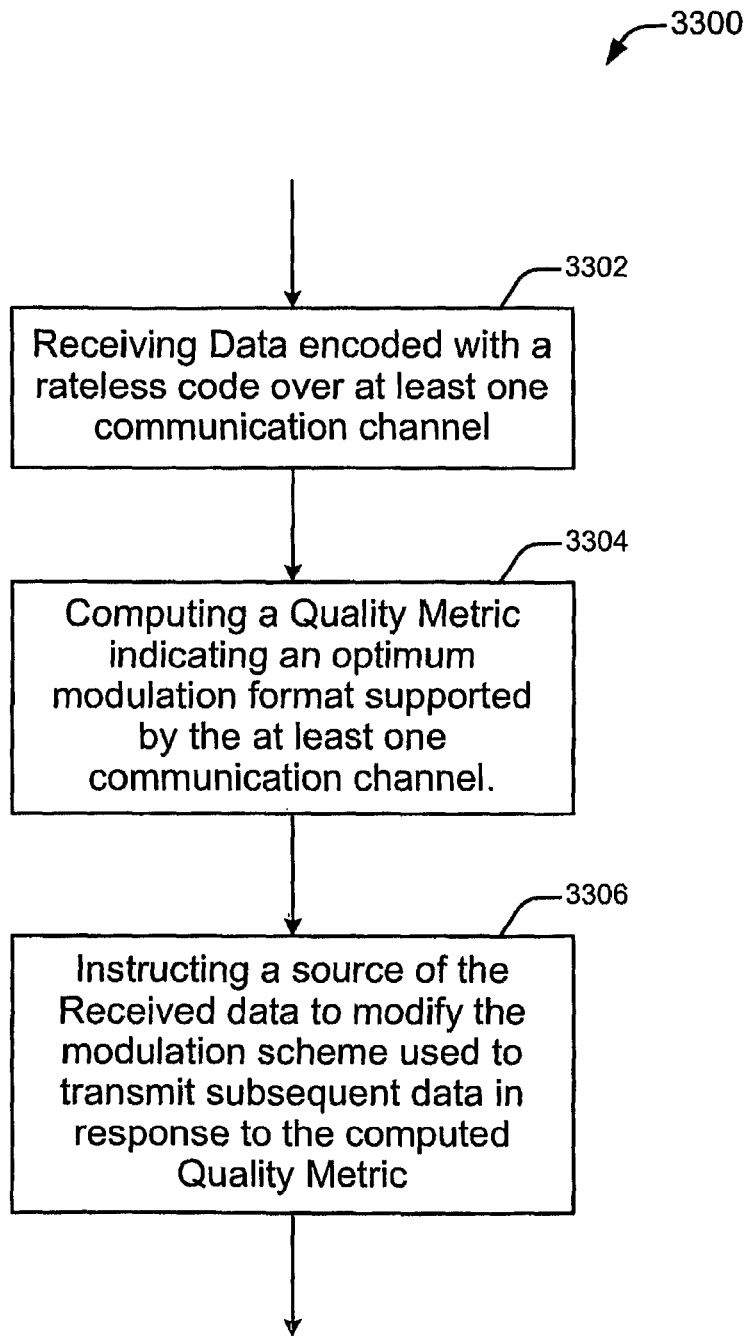 3300
3302
Receiving Data encoded with a
rateless code over at least one
communication channel
3304
Computing a Quality Metric
indicating an optimum
modulation format supported
by the at least one
communication channel.
3306
Instructing a source of the
Received data to modify the
modulation scheme used to
transmit subsequent data in
response to the computed
Quality Metric